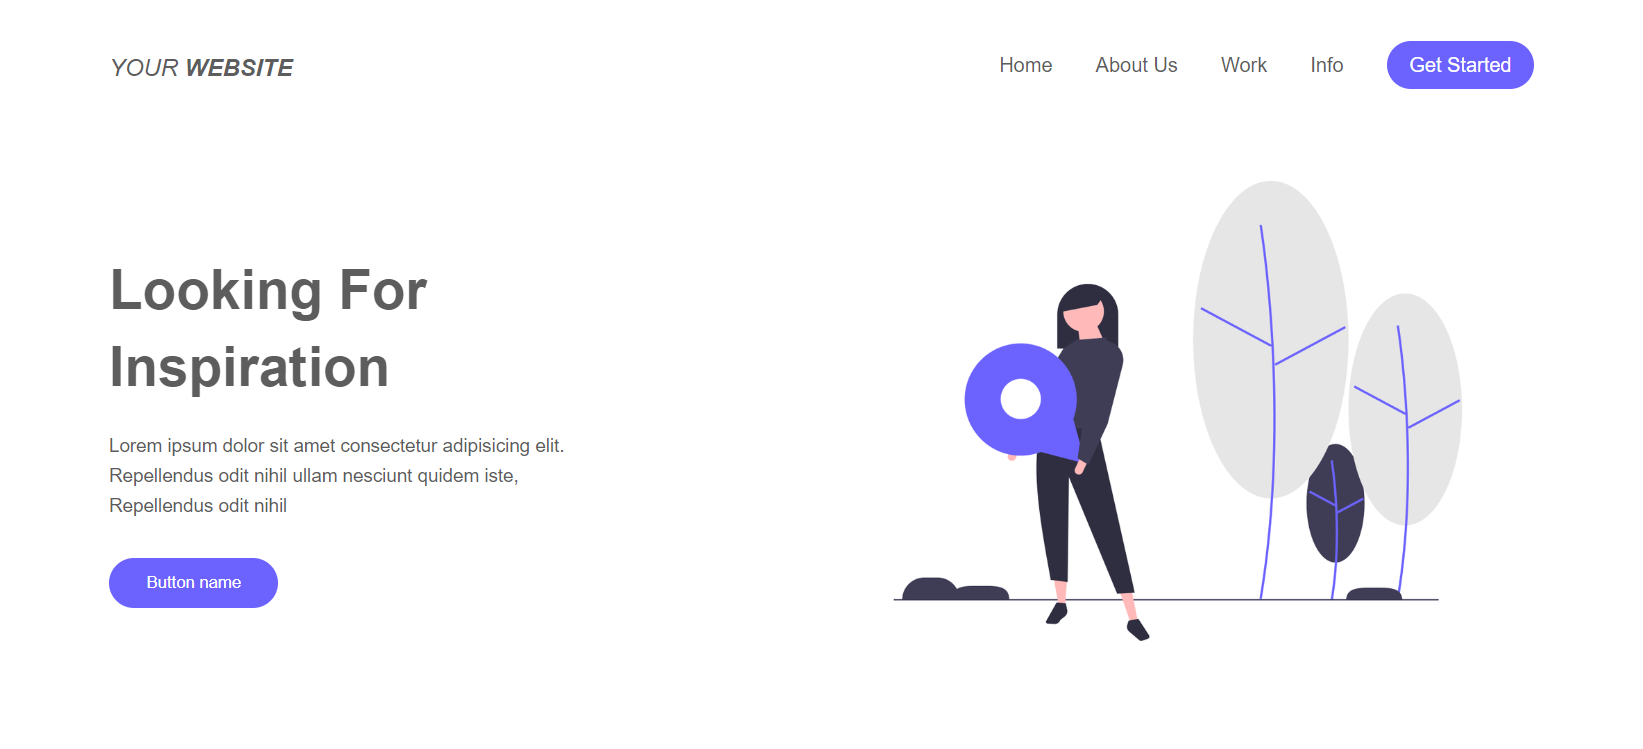 YOUR WEBSITE
Home About Us Work Info Get Started
Looking For
Inspiration
Lorem ipsum dolor sit amet consectetur adipisicing elit.
Repellendus odit nihil ullam nesciunt quidem iste,
Repellendus odit nihil
Button name